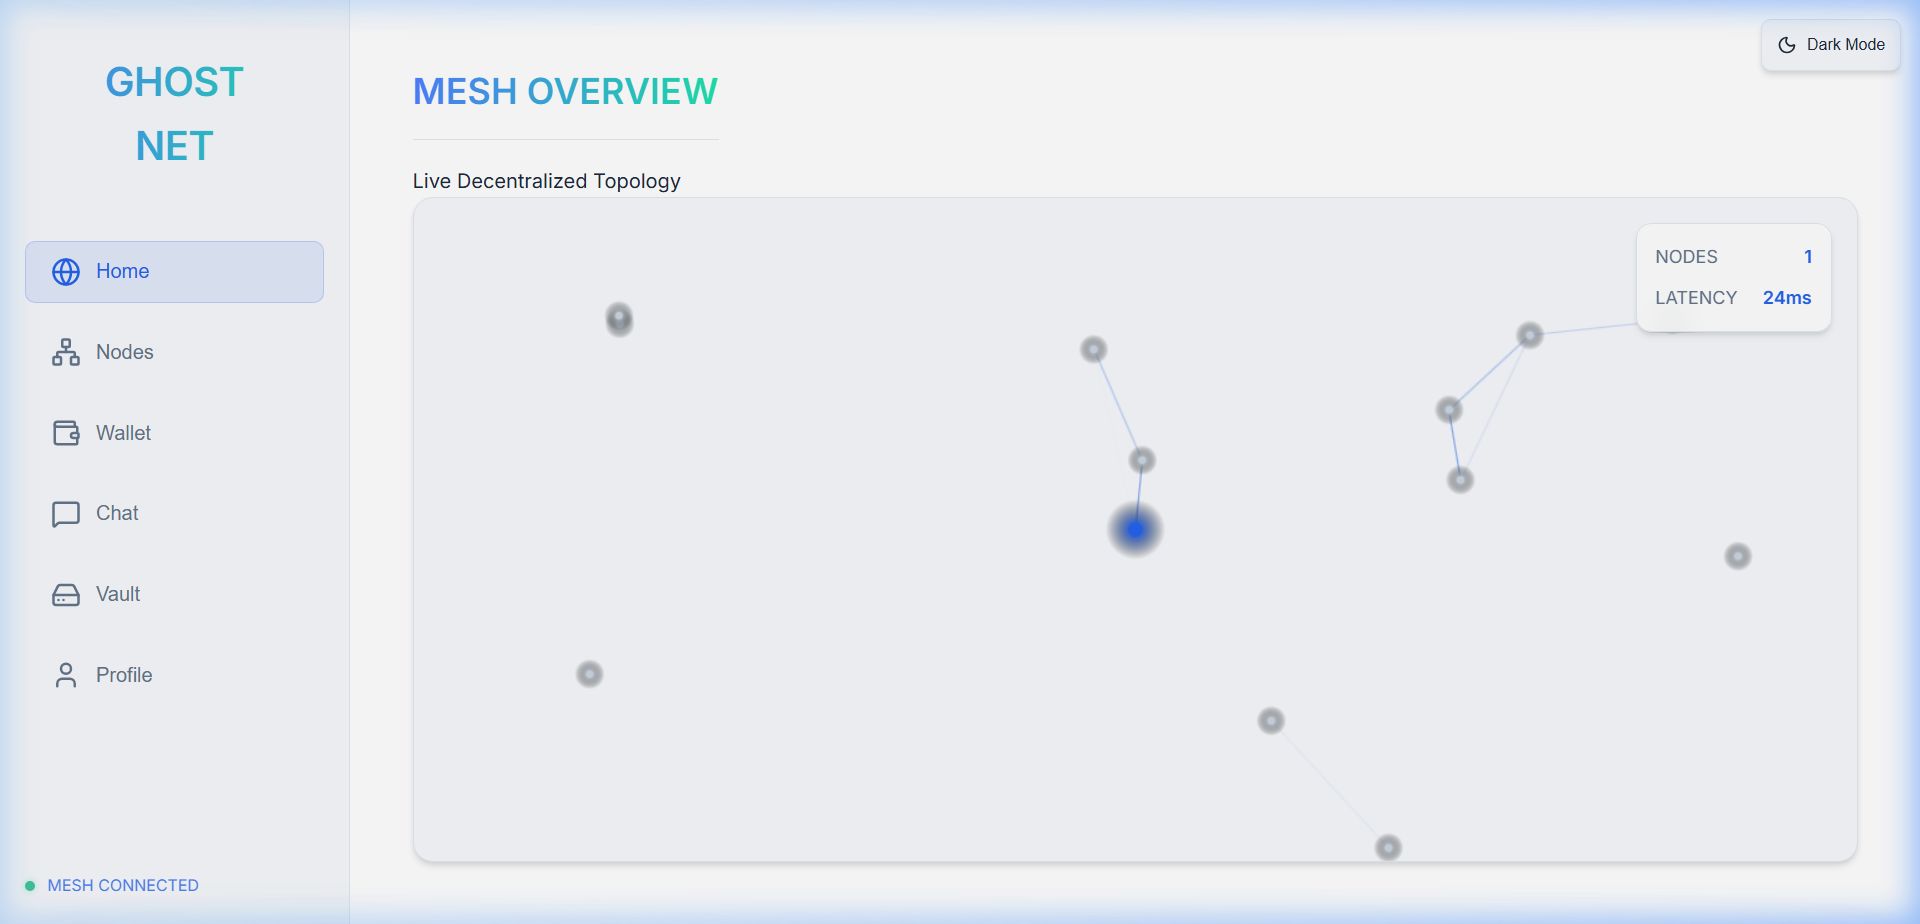 GHOST
NET
Home
Nodes
Wallet
Chat
Vault
Profile
MESH CONNECTED
Dark Mode
MESH OVERVIEW
Live Decentralized Topology
NODES 1
LATENCY 24ms